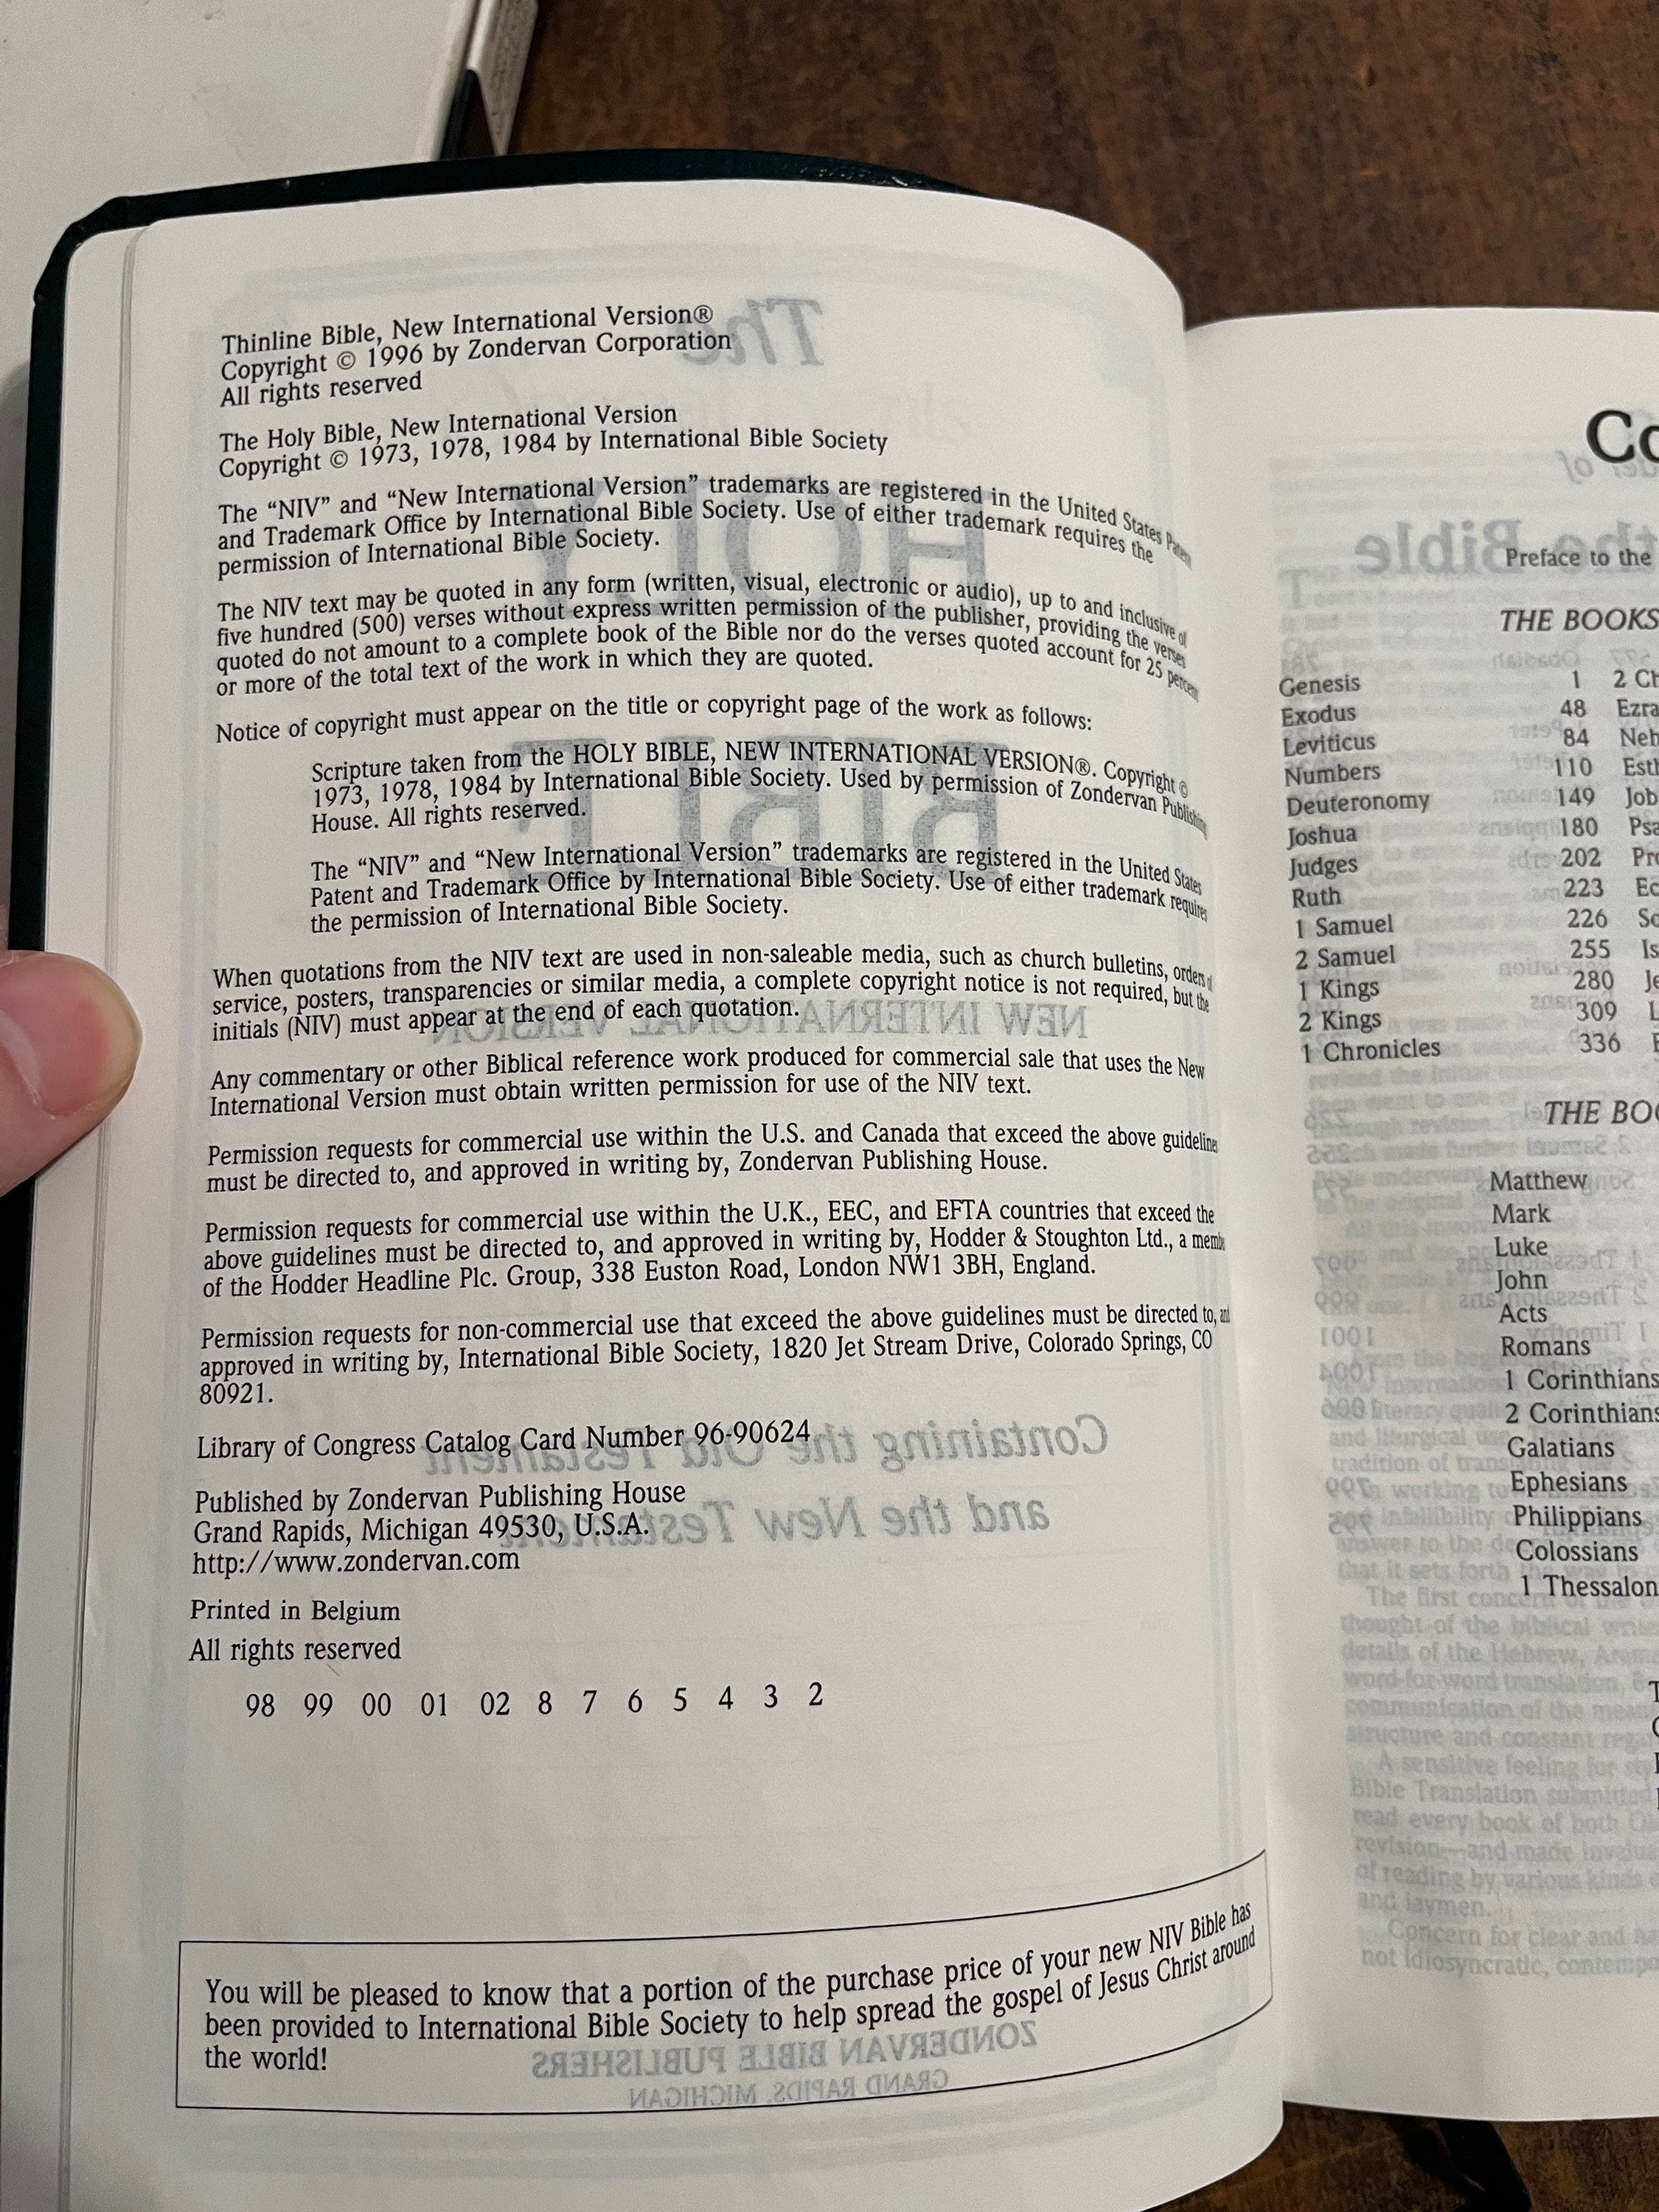 Thinline Bible, New International Version®
Copyright © 1996 by Zondervan Corporation
All rights reserved
The Holy Bible, New International Version
Copyright © 1973, 1978, 1984 by International Bible Society
The “NIV” and “New International Version” trademarks are registered in the United States Paten
and Trademark Office by International Bible Society. Use of either trademark requires the
permission of International Bible Society.
The NIV text may be quoted in any form (written, visual, electronic or audio), up to and inclusive of
five hundred (500) verses without express written permission of the publisher, providing the verses
quoted do not amount to a complete book of the Bible nor do the verses quoted account for 25 percent
or more of the total text of the work in which they are quoted.
Notice of copyright must appear on the title or copyright page of the work as follows:
Scripture taken from the HOLY BIBLE, NEW INTERNATIONAL VERSION®. Copyright ©
1973, 1978, 1984 by International Bible Society. Used by permission of Zondervan Publishing
House. All rights reserved.
The “NIV” and “New International Version” trademarks are registered in the United States
Patent and Trademark Office by International Bible Society. Use of either trademark requires
the permission of International Bible Society.
When quotations from the NIV text are used in non-saleable media, such as church bulletins, orders of
service, posters, transparencies or similar media, a complete copyright notice is not required, but the
initials (NIV) must appear at the end of each quotation.
Any commentary or other Biblical reference work produced for commercial sale that uses the New
International Version must obtain written permission for use of the NIV text.
Permission requests for commercial use within the U.S. and Canada that exceed the above guideline
must be directed to, and approved in writing by, Zondervan Publishing House.
Permission requests for commercial use within the U.K., EEC, and EFTA countries that exceed the
above guidelines must be directed to, and approved in writing by, Hodder & Stoughton Ltd., a membe
of the Hodder Headline Plc. Group, 338 Euston Road, London NW1 3BH, England.
Permission requests for non-commercial use that exceed the above guidelines must be directed to, and
approved in writing by, International Bible Society, 1820 Jet Stream Drive, Colorado Springs, CO
80921.
Library of Congress Catalog Card Number 96-90624
Published by Zondervan Publishing House
Grand Rapids, Michigan 49530, U.S.A.
http://www.zondervan.com
Printed in Belgium
All rights reserved
98 99 00 01 02 8 7 6 5 4 3 2
You will be pleased to know that a portion of the purchase price of your new NIV Bible has
been provided to International Bible Society to help spread the gospel of Jesus Christ around
the world!
Co
Preface to the
THE BOOKS
Genesis 1 2 Ch
Exodus 48 Ezra
Leviticus 84 Neh
Numbers 110 Esth
Deuteronomy 149 Job
Joshua 180 Psa
Judges 202 Pro
Ruth 223 Ec
1 Samuel 226 So
2 Samuel 255 Is
1 Kings 280 Je
2 Kings 309 L
1 Chronicles 336 E
THE BOO
Matthew
Mark
Luke
John
Acts
Romans
1 Corinthians
2 Corinthians
Galatians
Ephesians
Philippians
Colossians
1 Thessalon